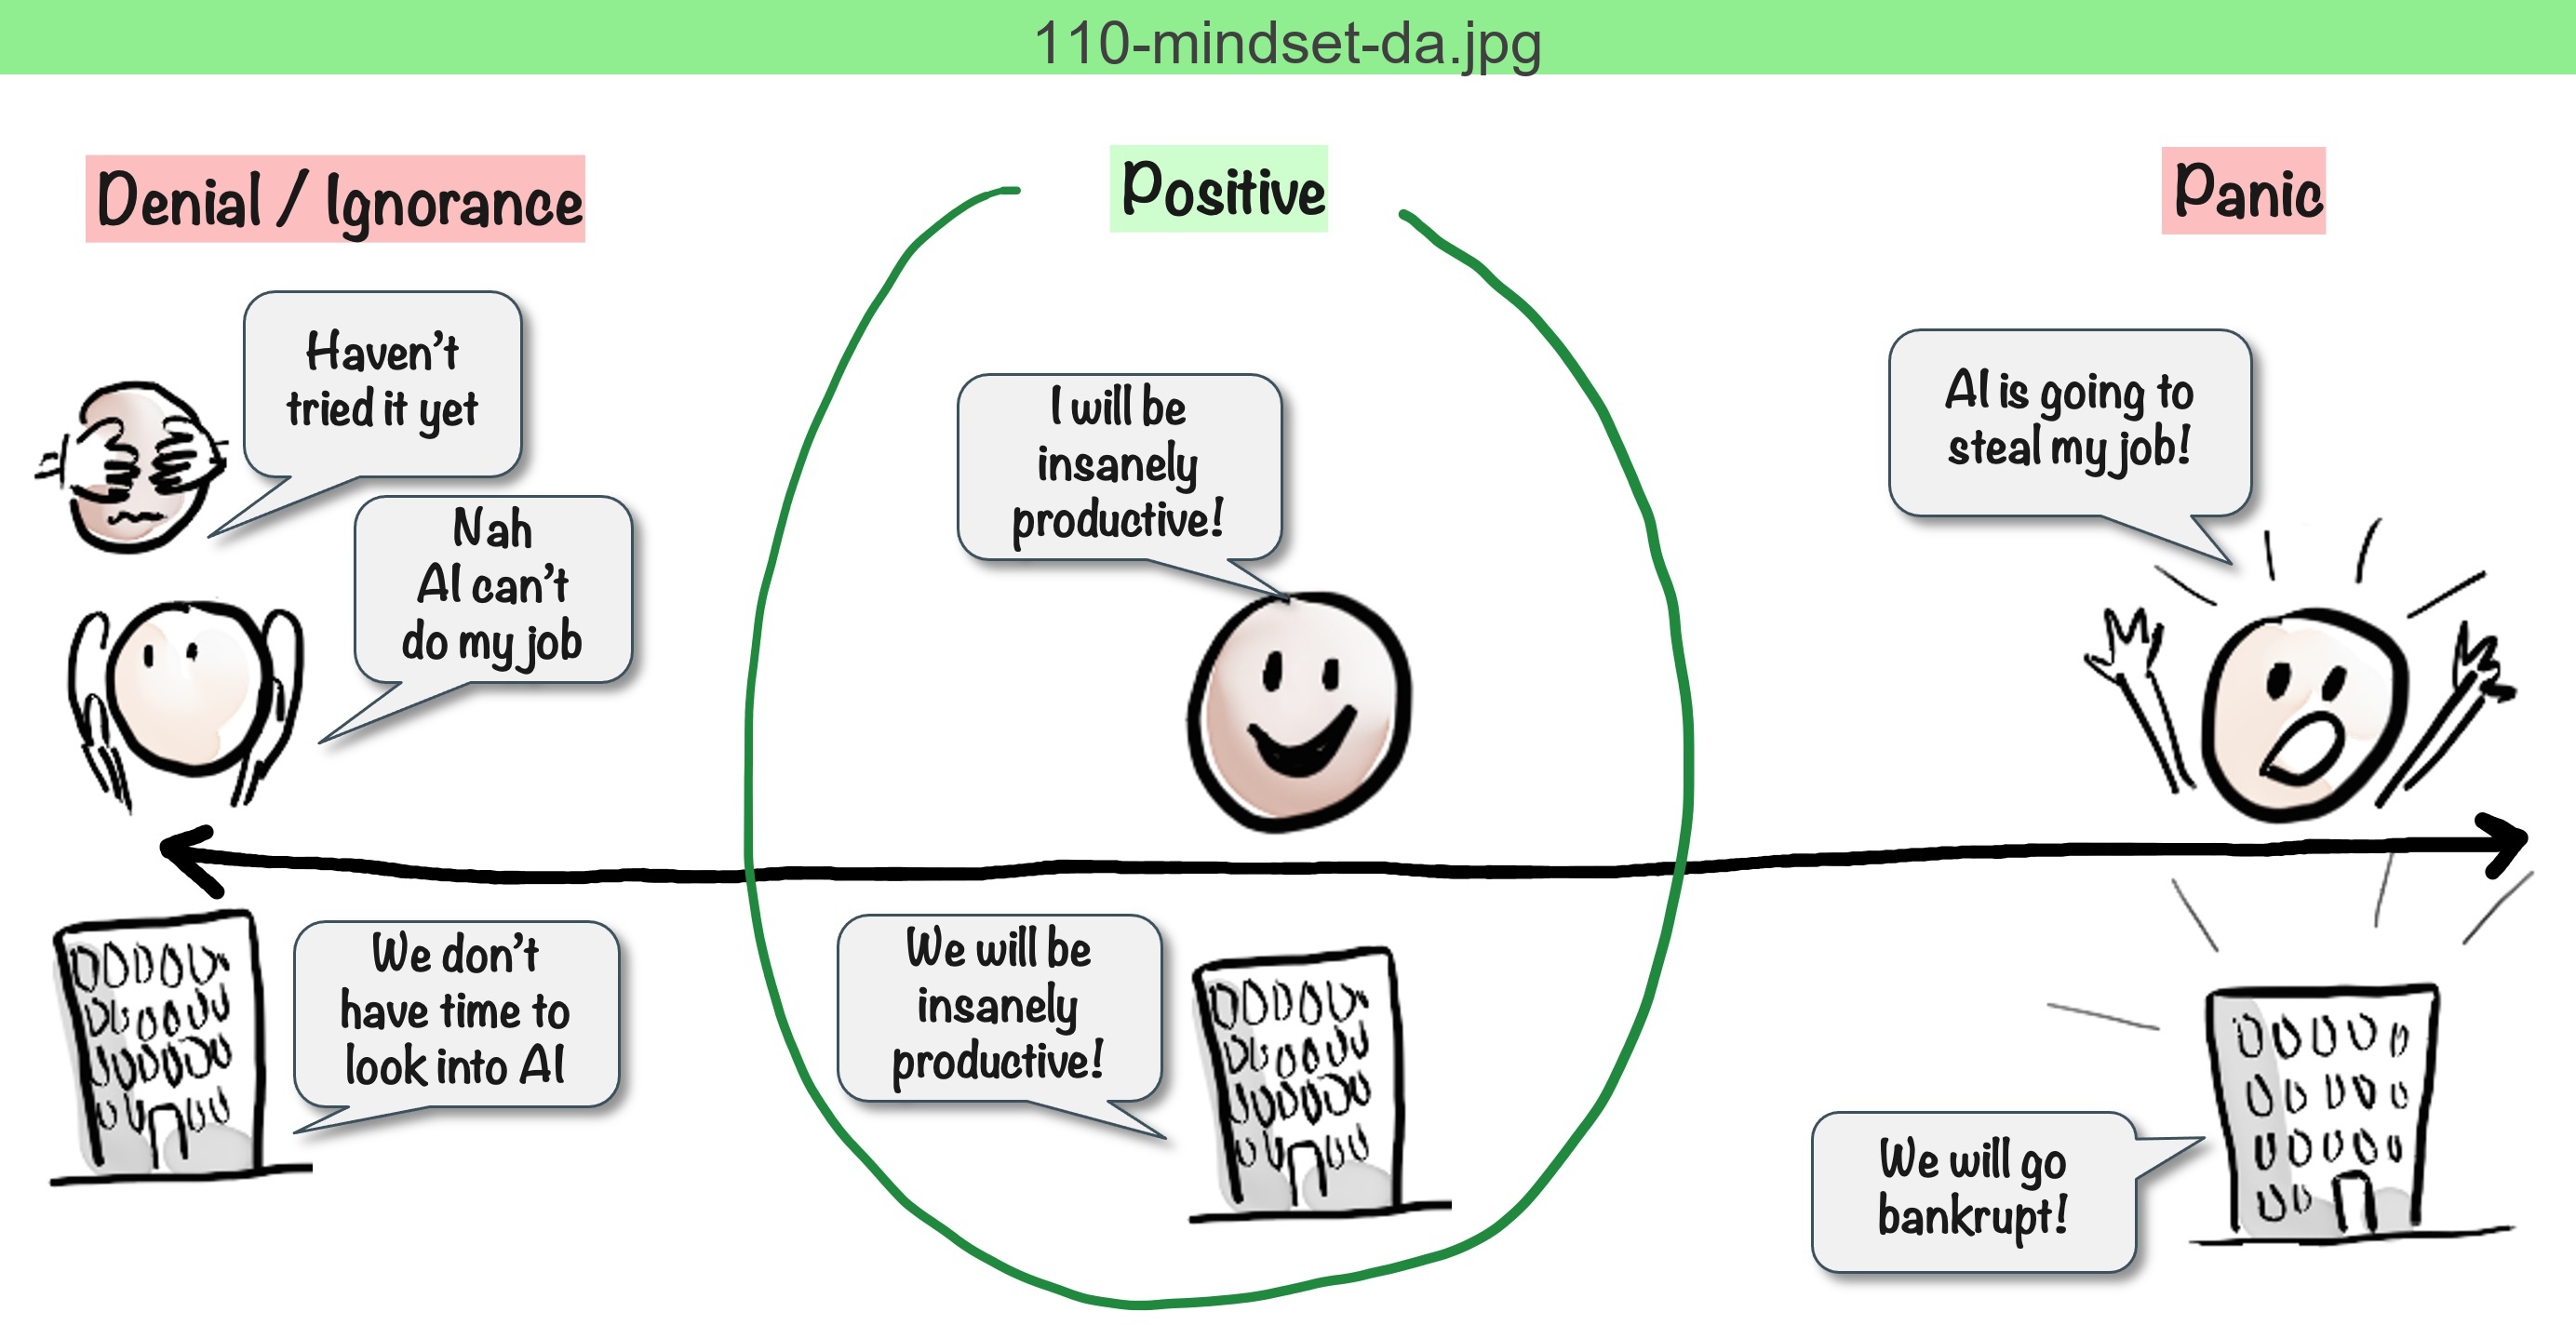 110-mindset-da.jpg
Denial / Ignorance
Positive
Panic
Haven't
tried it yet
Nah
AI can't
do my job
I will be
insanely
productive!
AI is going to
steal my job!
We don't
have time to
look into AI
We will be
insanely
productive!
We will go
bankrupt!